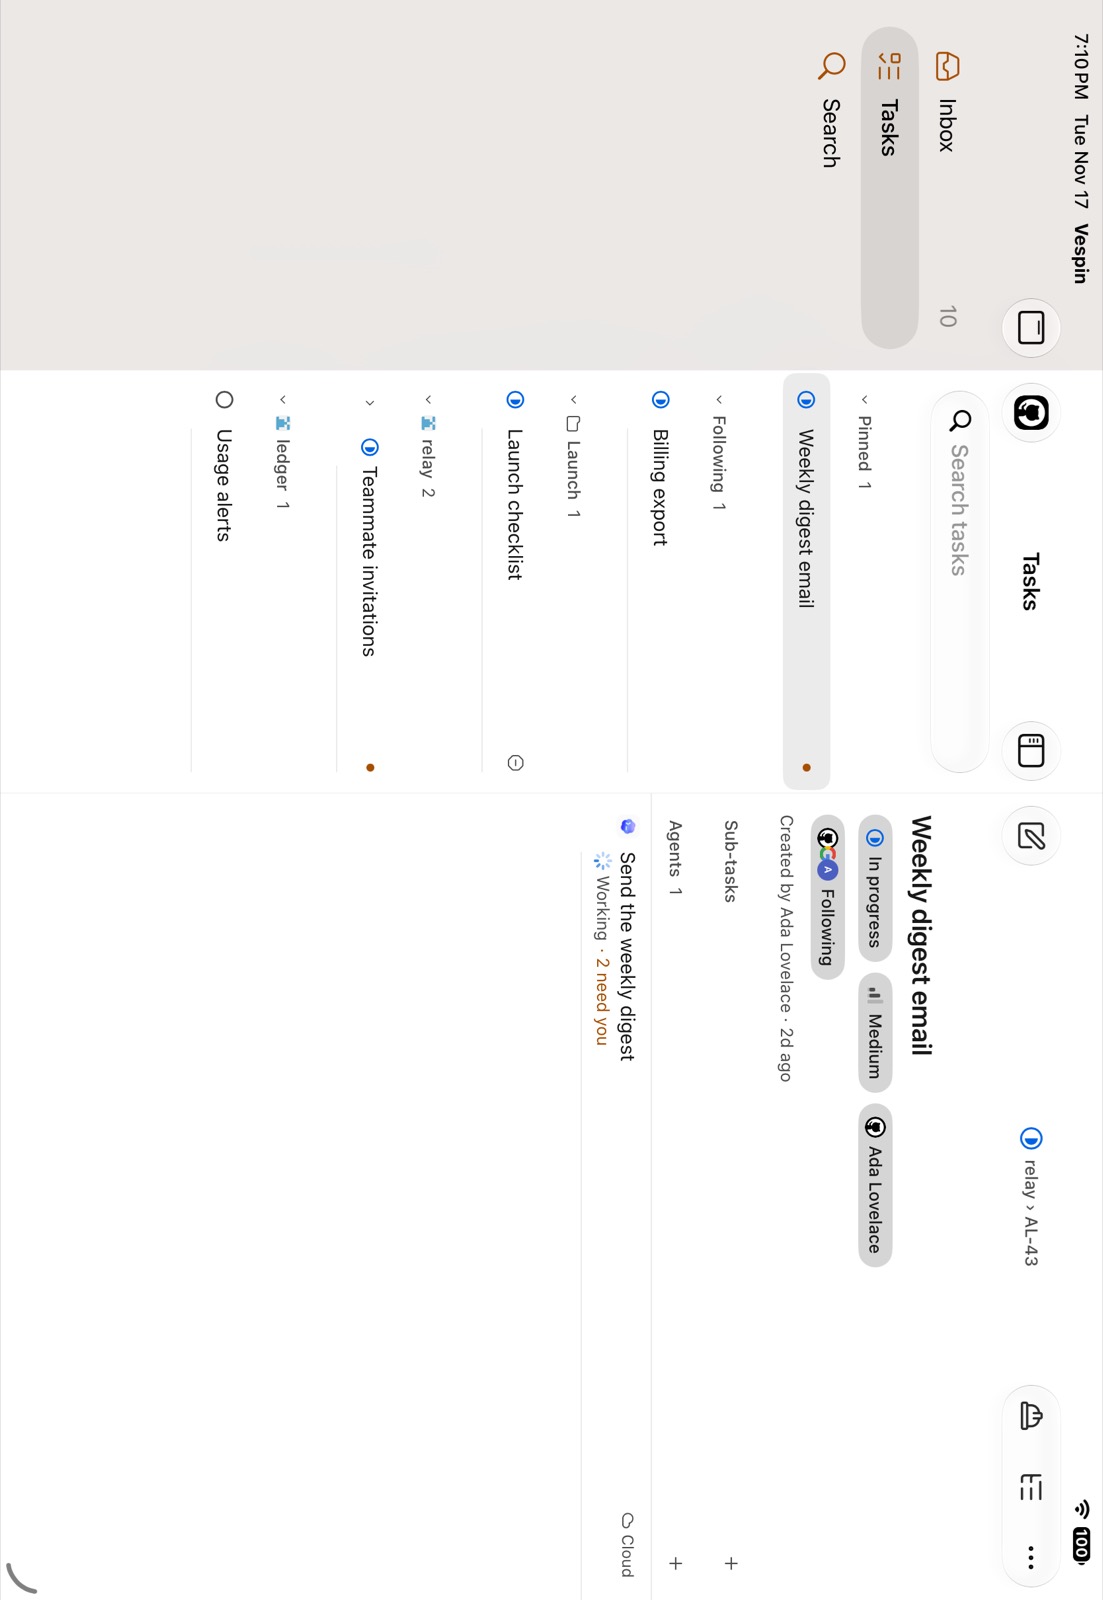 7:10 PM Tue Nov 17 Vespin
100
Inbox 10
Tasks
Search
Tasks
Search tasks
Pinned 1
Weekly digest email
Following 1
Billing export
Launch 1
Launch checklist
relay 2
Teammate invitations
ledger 1
Usage alerts
relay › AL-43
Weekly digest email
In progress Medium Ada Lovelace
A Following
Created by Ada Lovelace · 2d ago
Sub-tasks
Agents 1
Send the weekly digest Cloud
Working · 2 need you